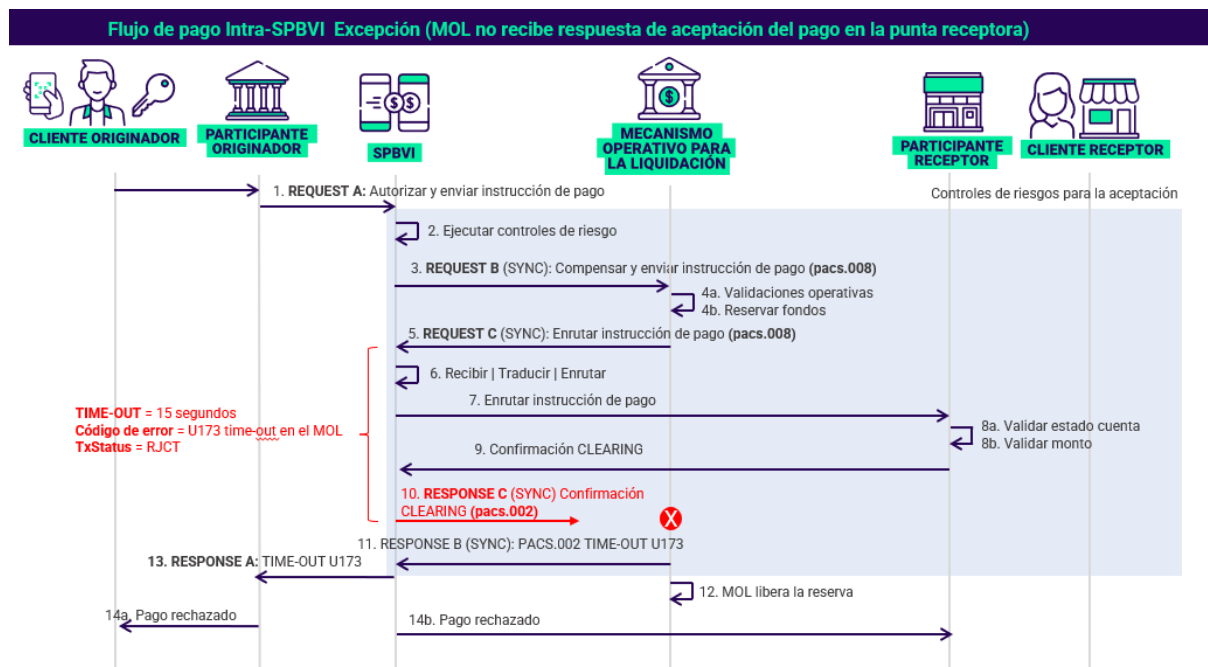 Flujo de pago Intra-SPBVI Excepción (MOL no recibe respuesta de aceptación del pago en la punta receptora)
CLIENTE ORIGINADOR
PARTICIPANTE
ORIGINADOR
SPBVI
MECANISMO
OPERATIVO PARA
LA LIQUIDACIÓN
PARTICIPANTE
RECEPTOR
CLIENTE RECEPTOR
1. REQUEST A: Autorizar y enviar instrucción de pago
Controles de riesgos para la aceptación
2. Ejecutar controles de riesgo
3. REQUEST B (SYNC): Compensar y enviar instrucción de pago (pacs.008)
4a. Validaciones operativas
4b. Reservar fondos
5. REQUEST C (SYNC): Enrutar instrucción de pago (pacs.008)
6. Recibir | Traducir | Enrutar
7. Enrutar instrucción de pago
TIME-OUT = 15 segundos
Código de error = U173 time-out en el MOL
TxStatus = RJCT
8a. Validar estado cuenta
8b. Validar monto
9. Confirmación CLEARING
10. RESPONSE C (SYNC) Confirmación
CLEARING (pacs.002)
X
11. RESPONSE B (SYNC): PACS.002 TIME-OUT U173
13. RESPONSE A: TIME-OUT U173
12. MOL libera la reserva
14a. Pago rechazado
14b. Pago rechazado